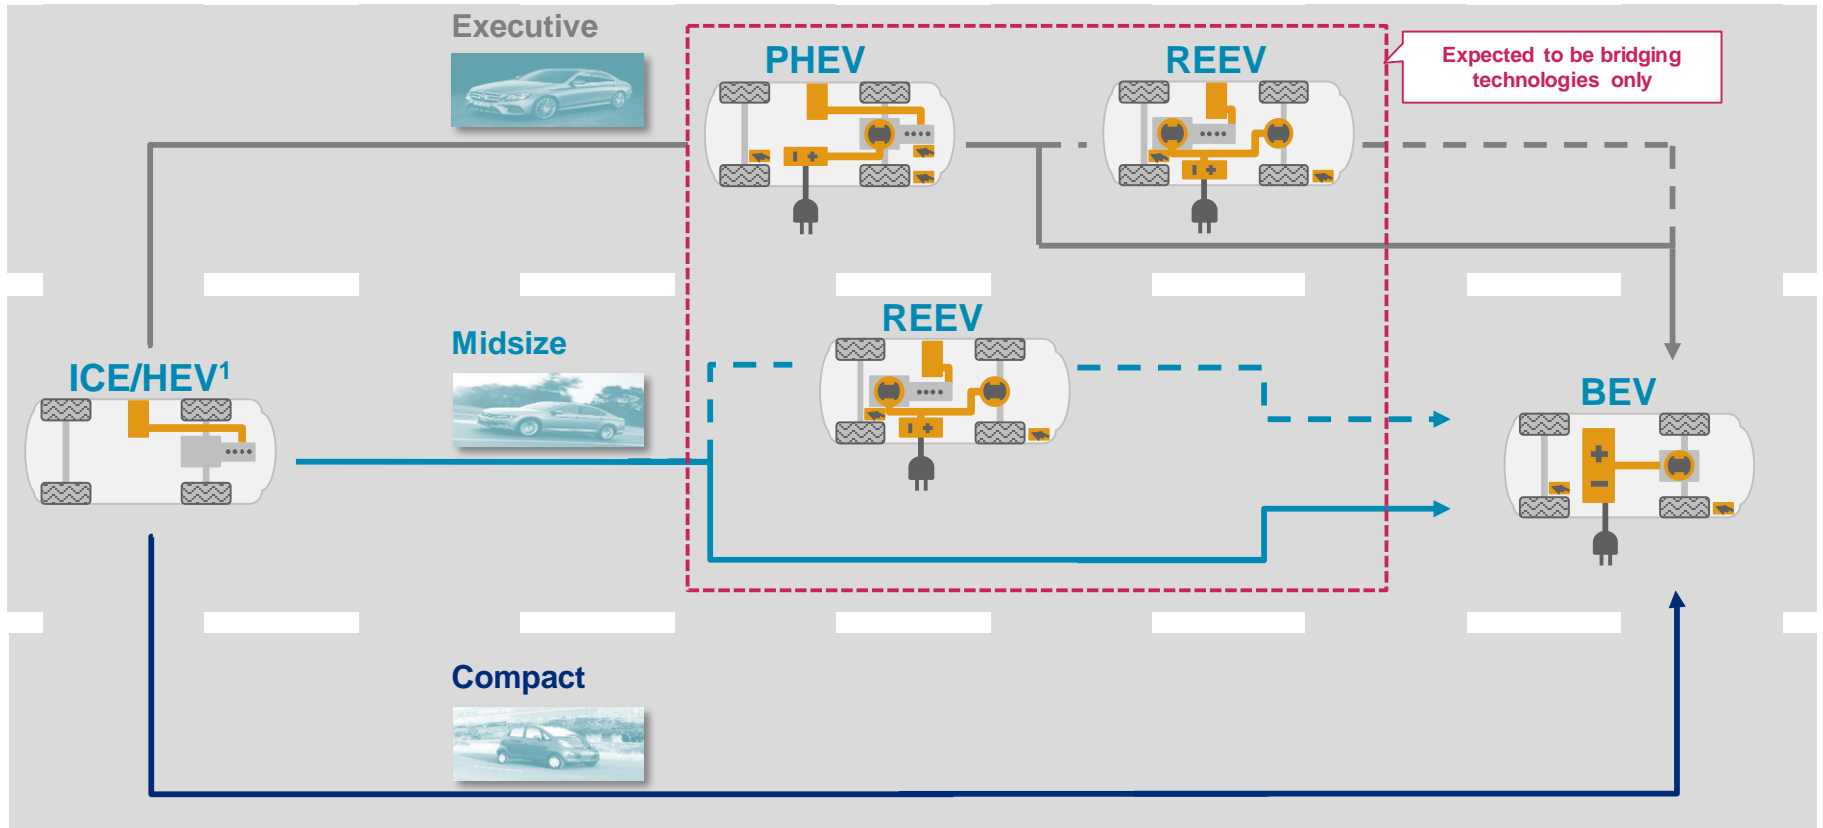 Executive
PHEV
REEV
Expected to be bridging
technologies only
REEV
Midsize
ICE/HEV¹
BEV
Compact